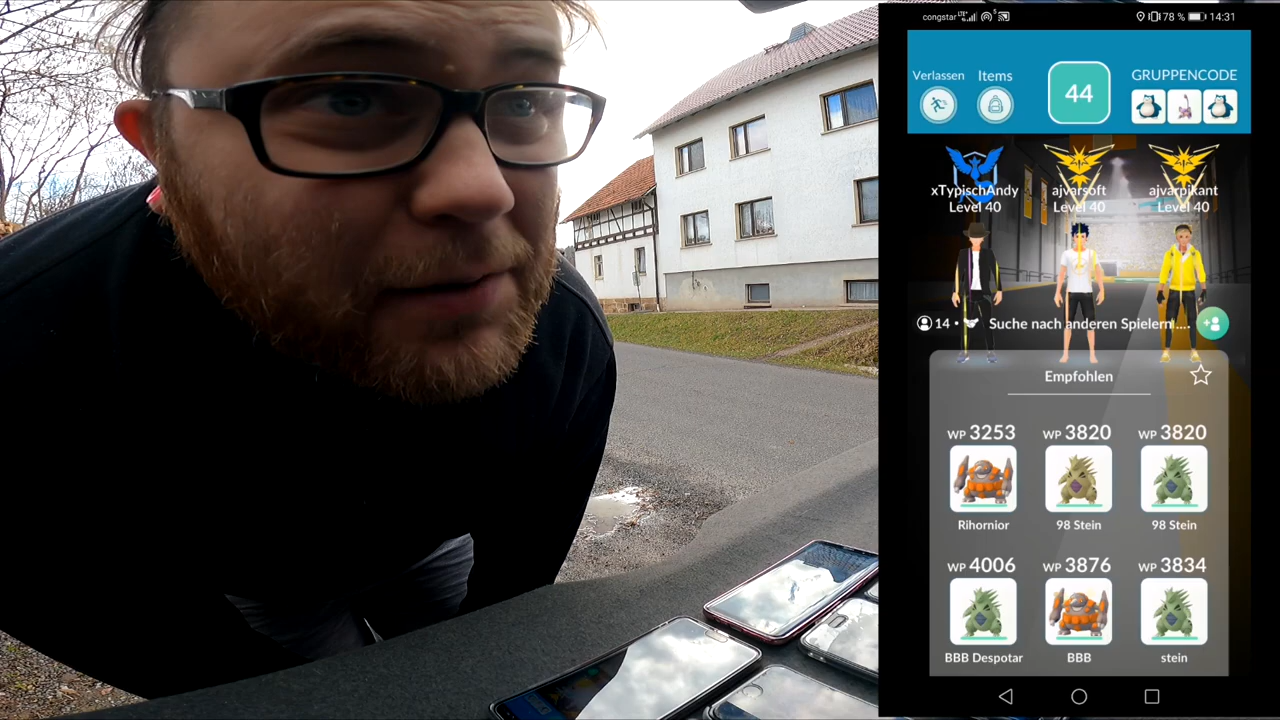 congstar LTE+ 5 78 % 14:31
Verlassen Items 44 GRUPPENCODE
xTypischAndy ajvarsoft ajvarpikant
Level 40 Level 40 Level 40
14 • Suche nach anderen Spielern ....
Empfohlen
WP 3253 WP 3820 WP 3820
Rihornior 98 Stein 98 Stein
WP 4006 WP 3876 WP 3834
BBB Despotar BBB stein